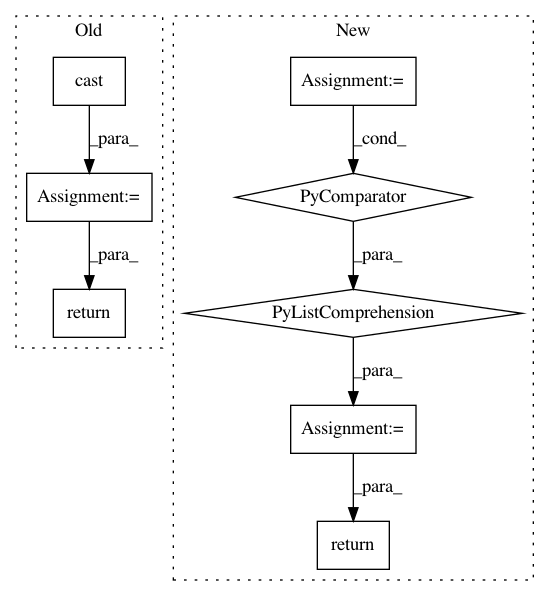 Old
New
cast
_para_
Assignment:=
_para_
return
Assignment:=
_cond_
PyComparator
_para_
PyListComprehension
_para_
Assignment:=
_para_
return